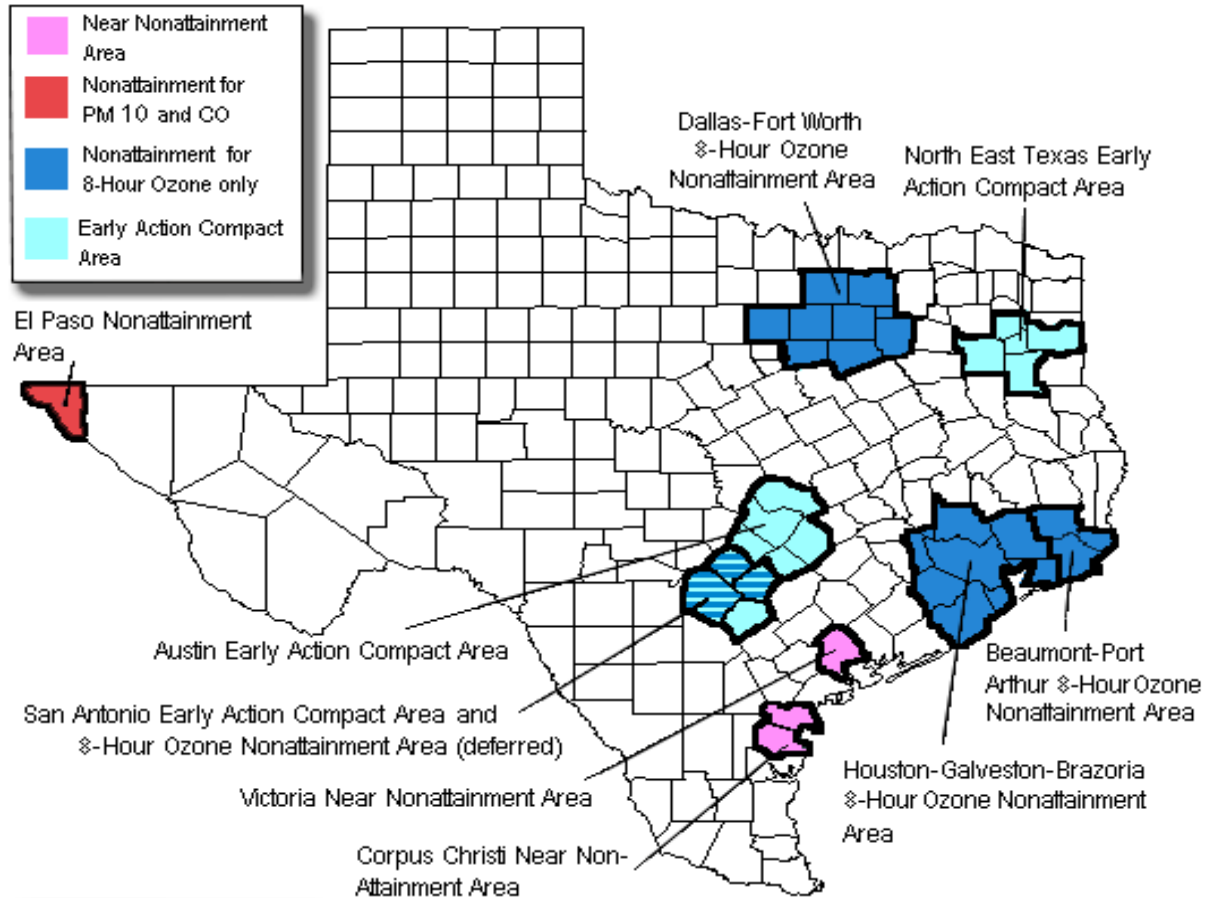 Near Nonattainment
Area
Nonattainment for
PM 10 and CO
Nonattainment for
8-Hour Ozone only
Early Action Compact
Area
Dallas-Fort Worth
8-Hour Ozone
Nonattainment Area
North East Texas Early
Action Compact Area
El Paso Nonattainment
Area
Austin Early Action Compact Area
San Antonio Early Action Compact Area and
8-Hour Ozone Nonattainment Area (deferred)
Victoria Near Nonattainment Area
Corpus Christi Near Non-
Attainment Area
Beaumont-Port
Arthur 8-Hour Ozone
Nonattainment Area
Houston-Galveston-Brazoria
8-Hour Ozone Nonattainment
Area